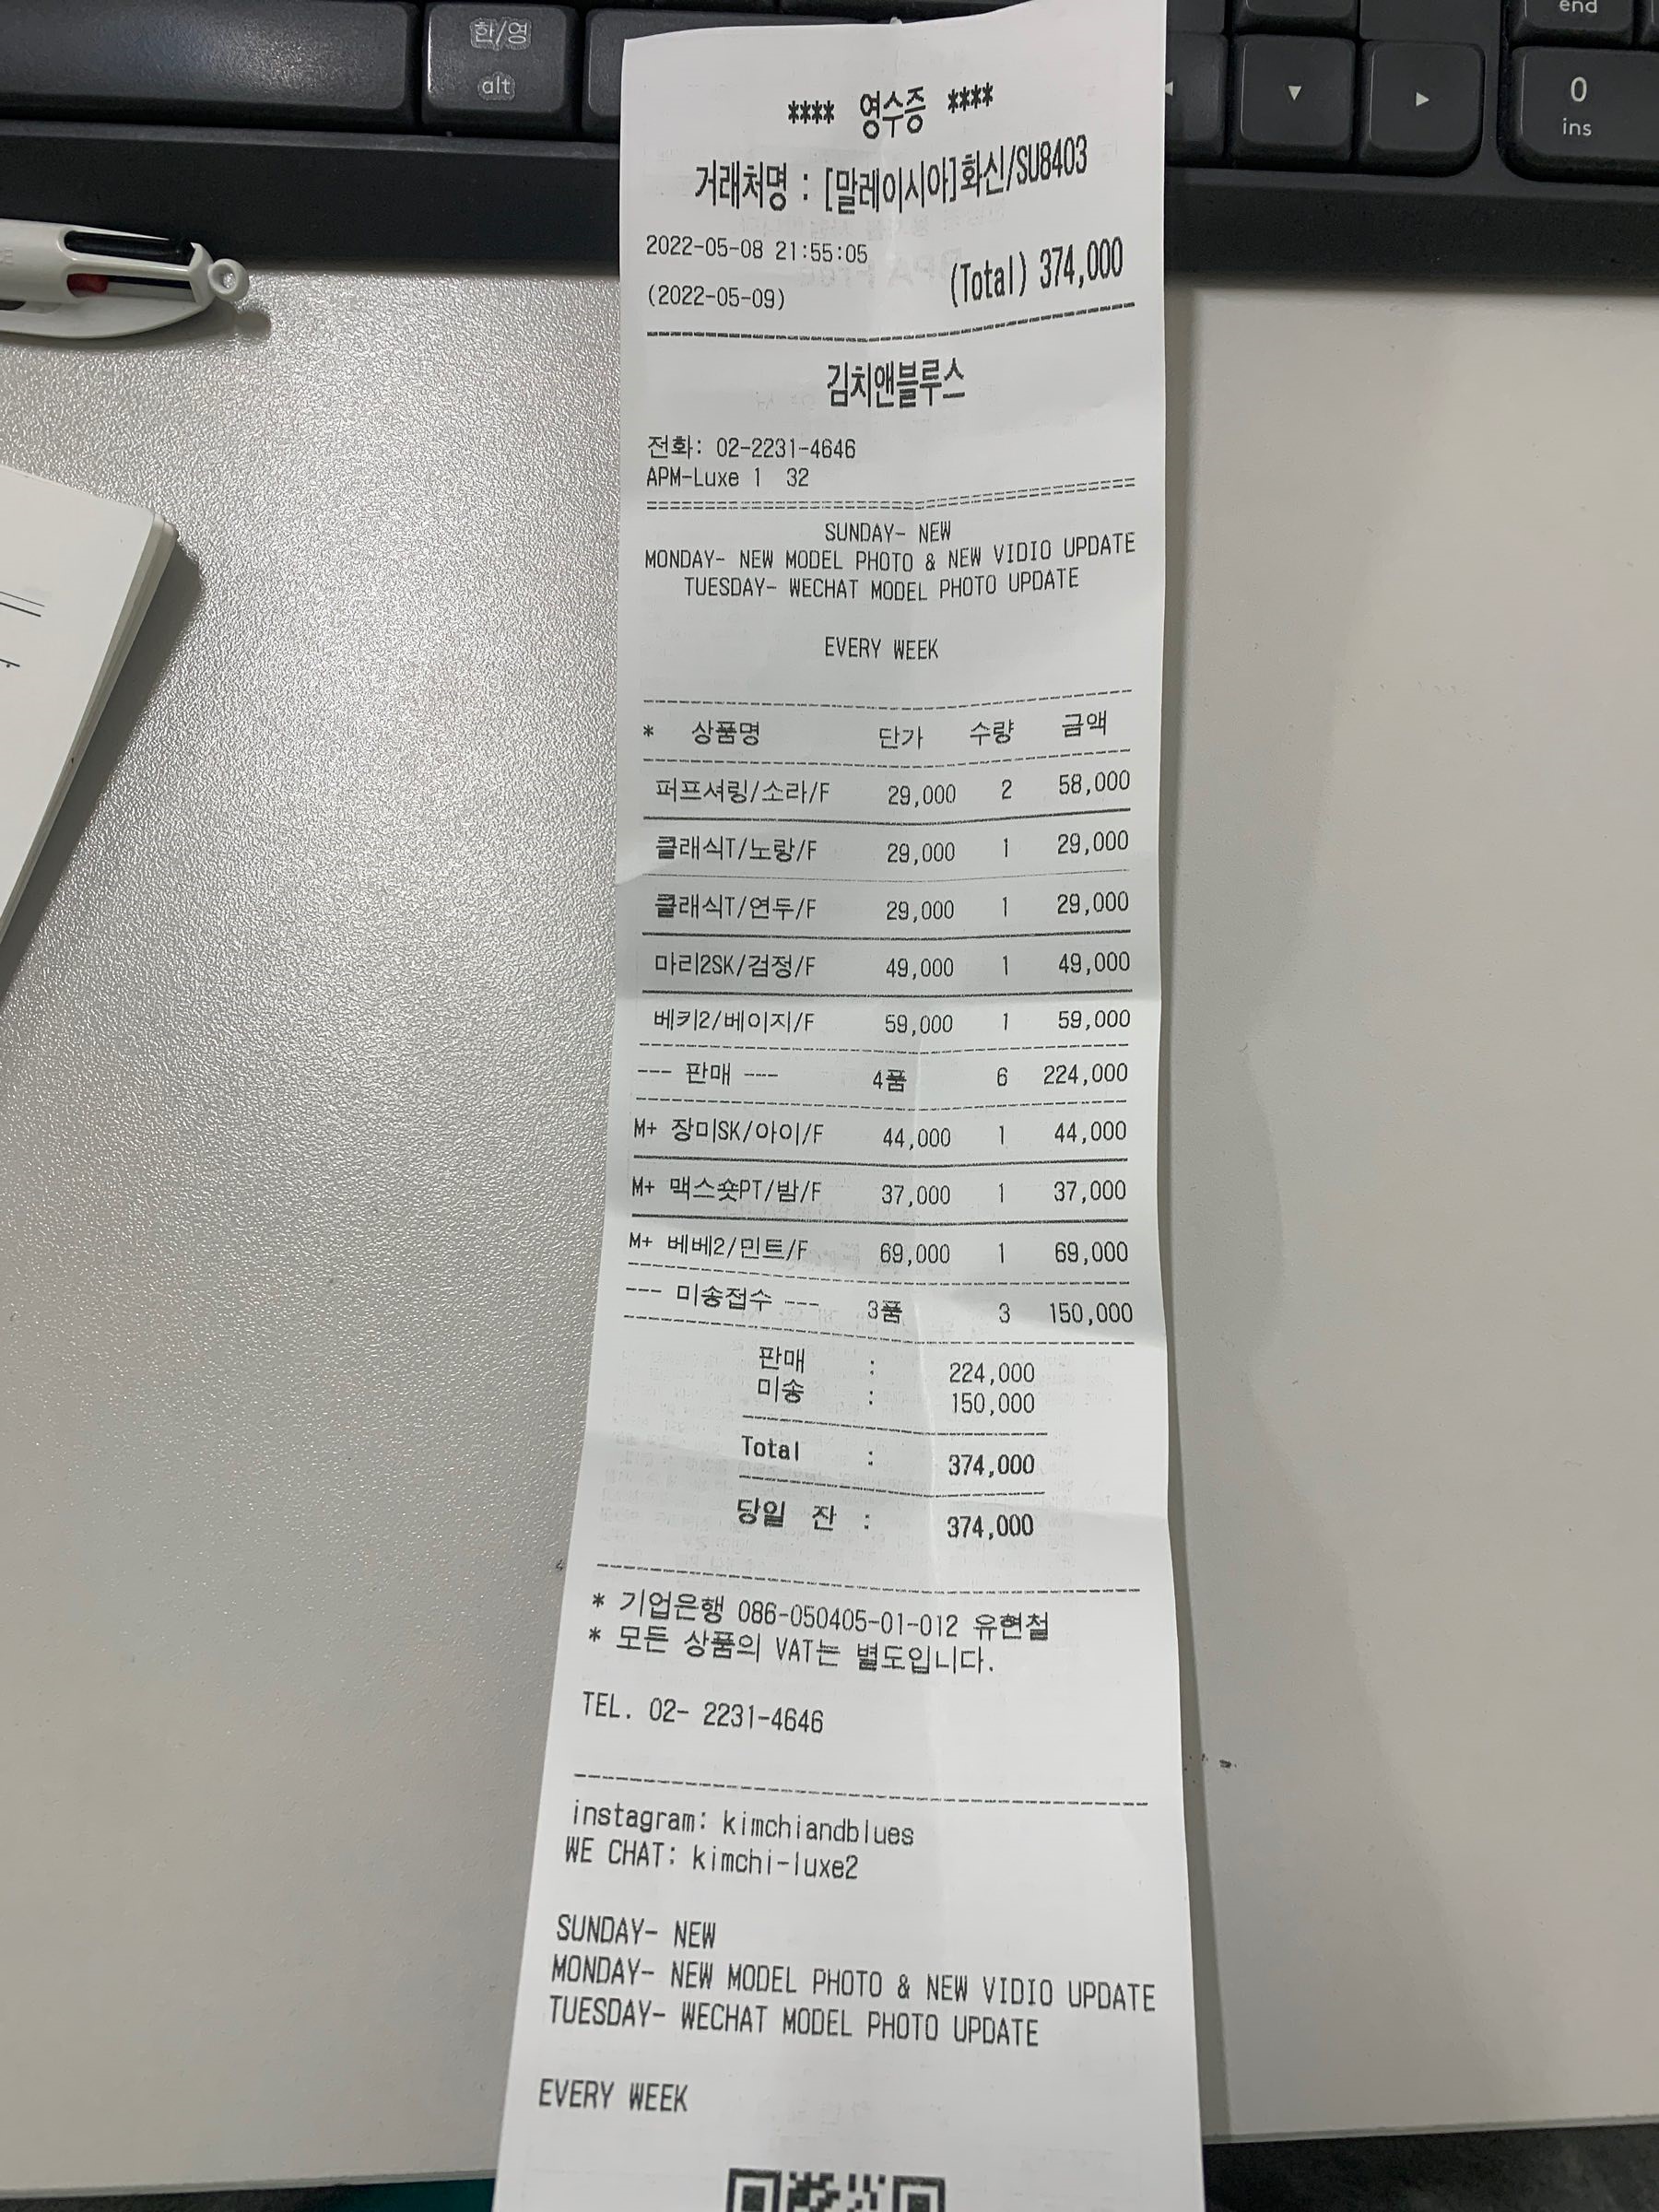 한/영
alt
end
0
ins
**** 영수증 ****
거래처명 : [말레이시아]화신/SU8403
2022-05-08 21:55:05
(Total) 374,000
(2022-05-09)
김치앤블루스
전화: 02-2231-4646
APM-Luxe 1 32
SUNDAY- NEW
MONDAY- NEW MODEL PHOTO & NEW VIDIO UPDATE
TUESDAY- WECHAT MODEL PHOTO UPDATE
EVERY WEEK
* 상품명 단가 수량 금액
퍼프셔링/소라/F 29,000 2 58,000
클래식T/노랑/F 29,000 1 29,000
클래식T/연두/F 29,000 1 29,000
마리2SK/검정/F 49,000 1 49,000
베키2/베이지/F 59,000 1 59,000
--- 판매 --- 4품 6 224,000
M+ 장미SK/아이/F 44,000 1 44,000
M+ 맥스숏PT/밤/F 37,000 1 37,000
M+ 베베2/민트/F 69,000 1 69,000
--- 미송접수 --- 3품 3 150,000
판매 : 224,000
미송 : 150,000
Total : 374,000
당일 잔 : 374,000
* 기업은행 086-050405-01-012 유현철
* 모든 상품의 VAT는 별도입니다.
TEL. 02- 2231-4646
instagram: kimchiandblues
WE CHAT: kimchi-luxe2
SUNDAY- NEW
MONDAY- NEW MODEL PHOTO & NEW VIDIO UPDATE
TUESDAY- WECHAT MODEL PHOTO UPDATE
EVERY WEEK